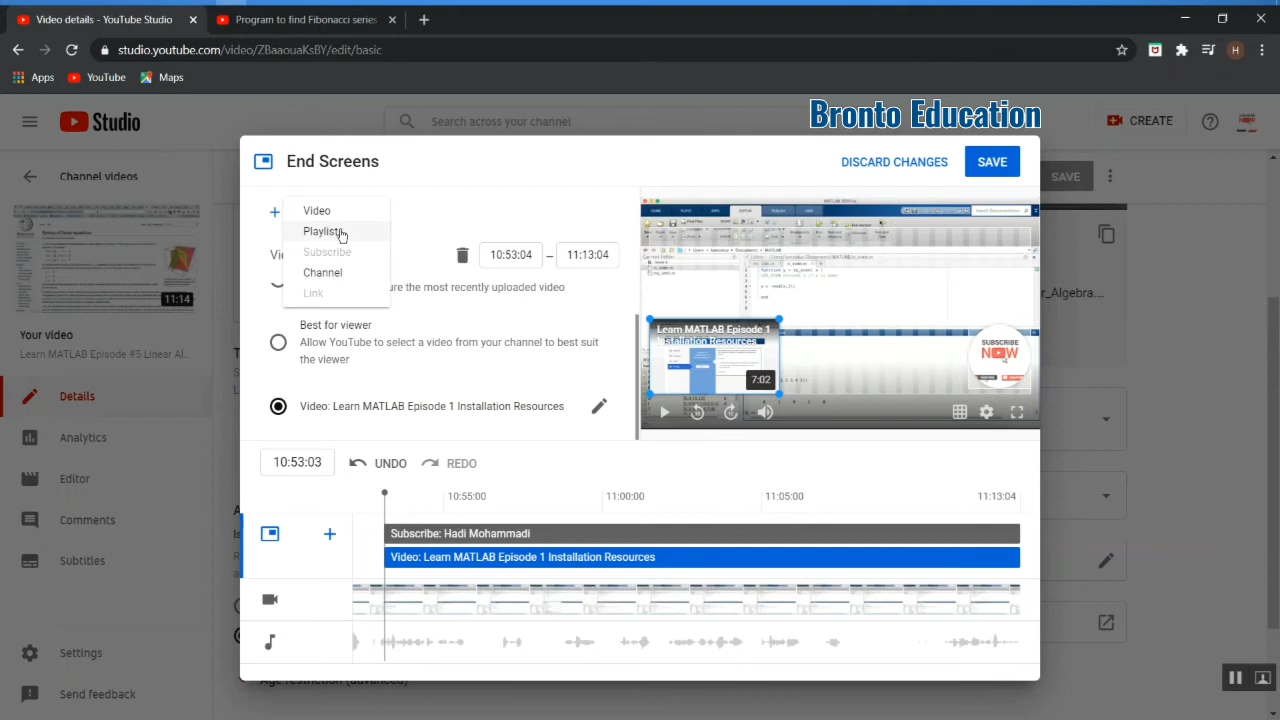 Video details - YouTube Studio
Program to find Fibonacci series
studio.youtube.com/video/ZBaaouaKsBY/edit/basic
H
Apps
YouTube
Maps
Bronto Education
Studio
Search across your channel
CREATE
End Screens
DISCARD CHANGES
SAVE
SAVE
Channel videos
11:14
Your video
Learn MATLAB Episode #5 Linear Al...
Details
Analytics
Editor
Comments
Subtitles
Settings
Send feedback
Video
Playlist
Subscribe
Channel
Link
10:53:04 – 11:13:04
ure the most recently uploaded video
Best for viewer
Allow YouTube to select a video from your channel to best suit
the viewer
Video: Learn MATLAB Episode 1 Installation Resources
Learn MATLAB Episode 1
Installation Resources
7:02
SUBSCRIBE
NOW
r_Algebra...
10:53:03
UNDO
REDO
10:55:00
11:00:00
11:05:00
11:13:04
Subscribe: Hadi Mohammadi
Video: Learn MATLAB Episode 1 Installation Resources
Age restriction (advanced)